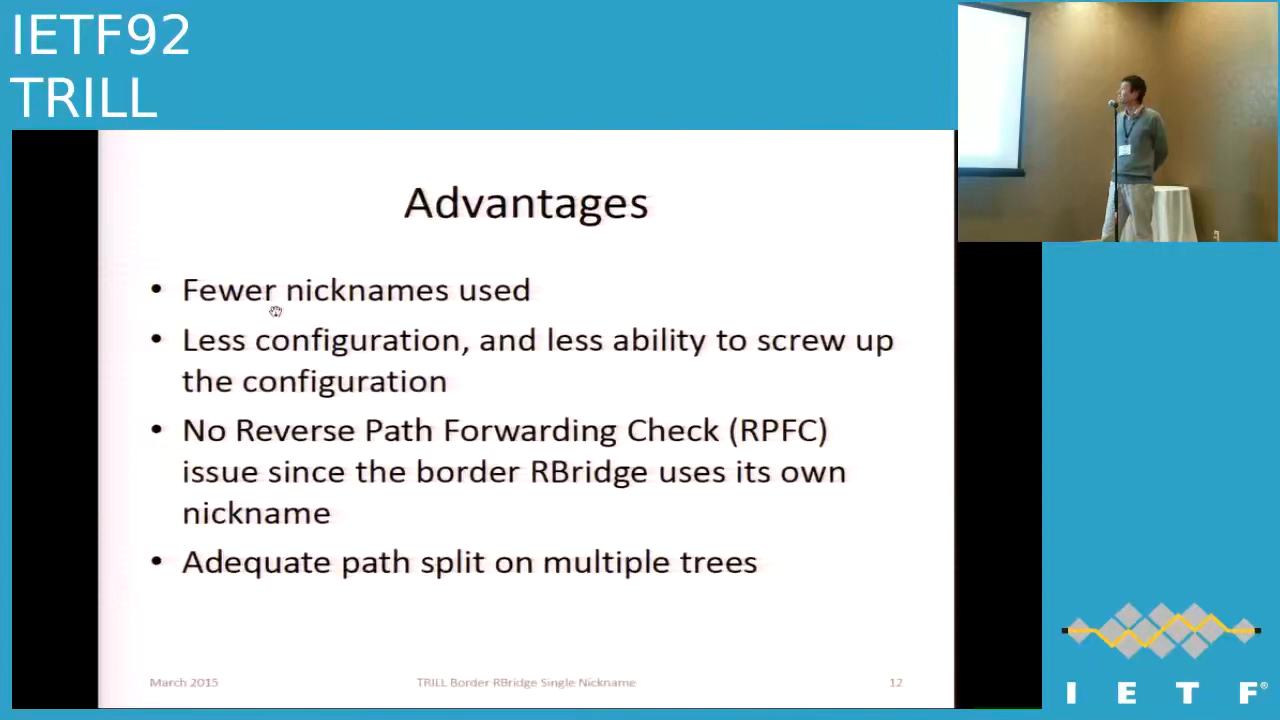 IETF92
TRILL
Advantages
• Fewer nicknames used
• Less configuration, and less ability to screw up
the configuration
• No Reverse Path Forwarding Check (RPFC)
issue since the border RBridge uses its own
nickname
• Adequate path split on multiple trees
March 2015
TRILL Border RBridge Single Nickname
12
I E T F®